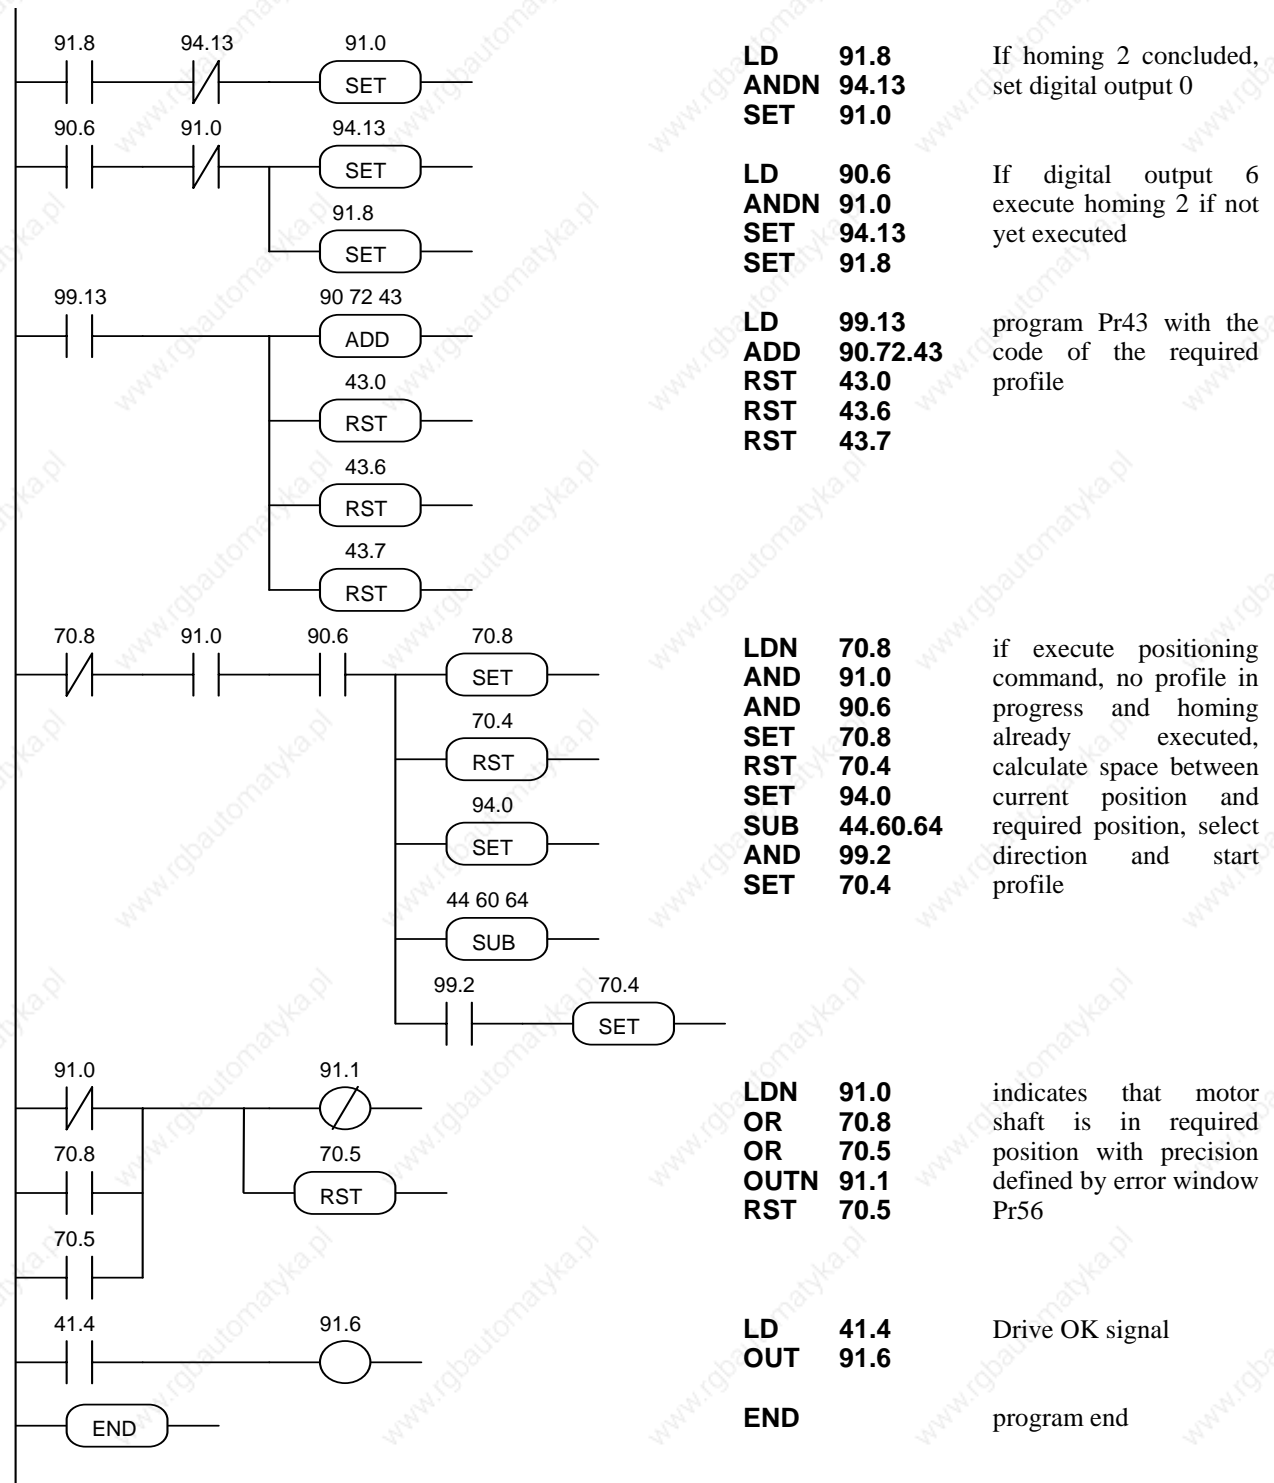 91.8 94.13 91.0
SET
90.6 91.0 94.13
SET
91.8
SET
99.13 90 72 43
ADD
43.0
RST
43.6
RST
43.7
RST
70.8 91.0 90.6 70.8
SET
70.4
RST
94.0
SET
44 60 64
SUB
99.2 70.4
SET
91.0 91.1
70.8 70.5
RST
70.5
41.4 91.6
END
LD 91.8
ANDN 94.13
SET 91.0
If homing 2 concluded,
set digital output 0
LD 90.6
ANDN 91.0
SET 94.13
SET 91.8
If digital output 6
execute homing 2 if not
yet executed
LD 99.13
ADD 90.72.43
RST 43.0
RST 43.6
RST 43.7
program Pr43 with the
code of the required
profile
LDN 70.8
AND 91.0
AND 90.6
SET 70.8
RST 70.4
SET 94.0
SUB 44.60.64
AND 99.2
SET 70.4
if execute positioning
command, no profile in
progress and homing
already executed,
calculate space between
current position and
required position, select
direction and start
profile
LDN 91.0
OR 70.8
OR 70.5
OUTN 91.1
RST 70.5
indicates that motor
shaft is in required
position with precision
defined by error window
Pr56
LD 41.4
OUT 91.6
Drive OK signal
END
program end
www.rgbautomatyka.pl